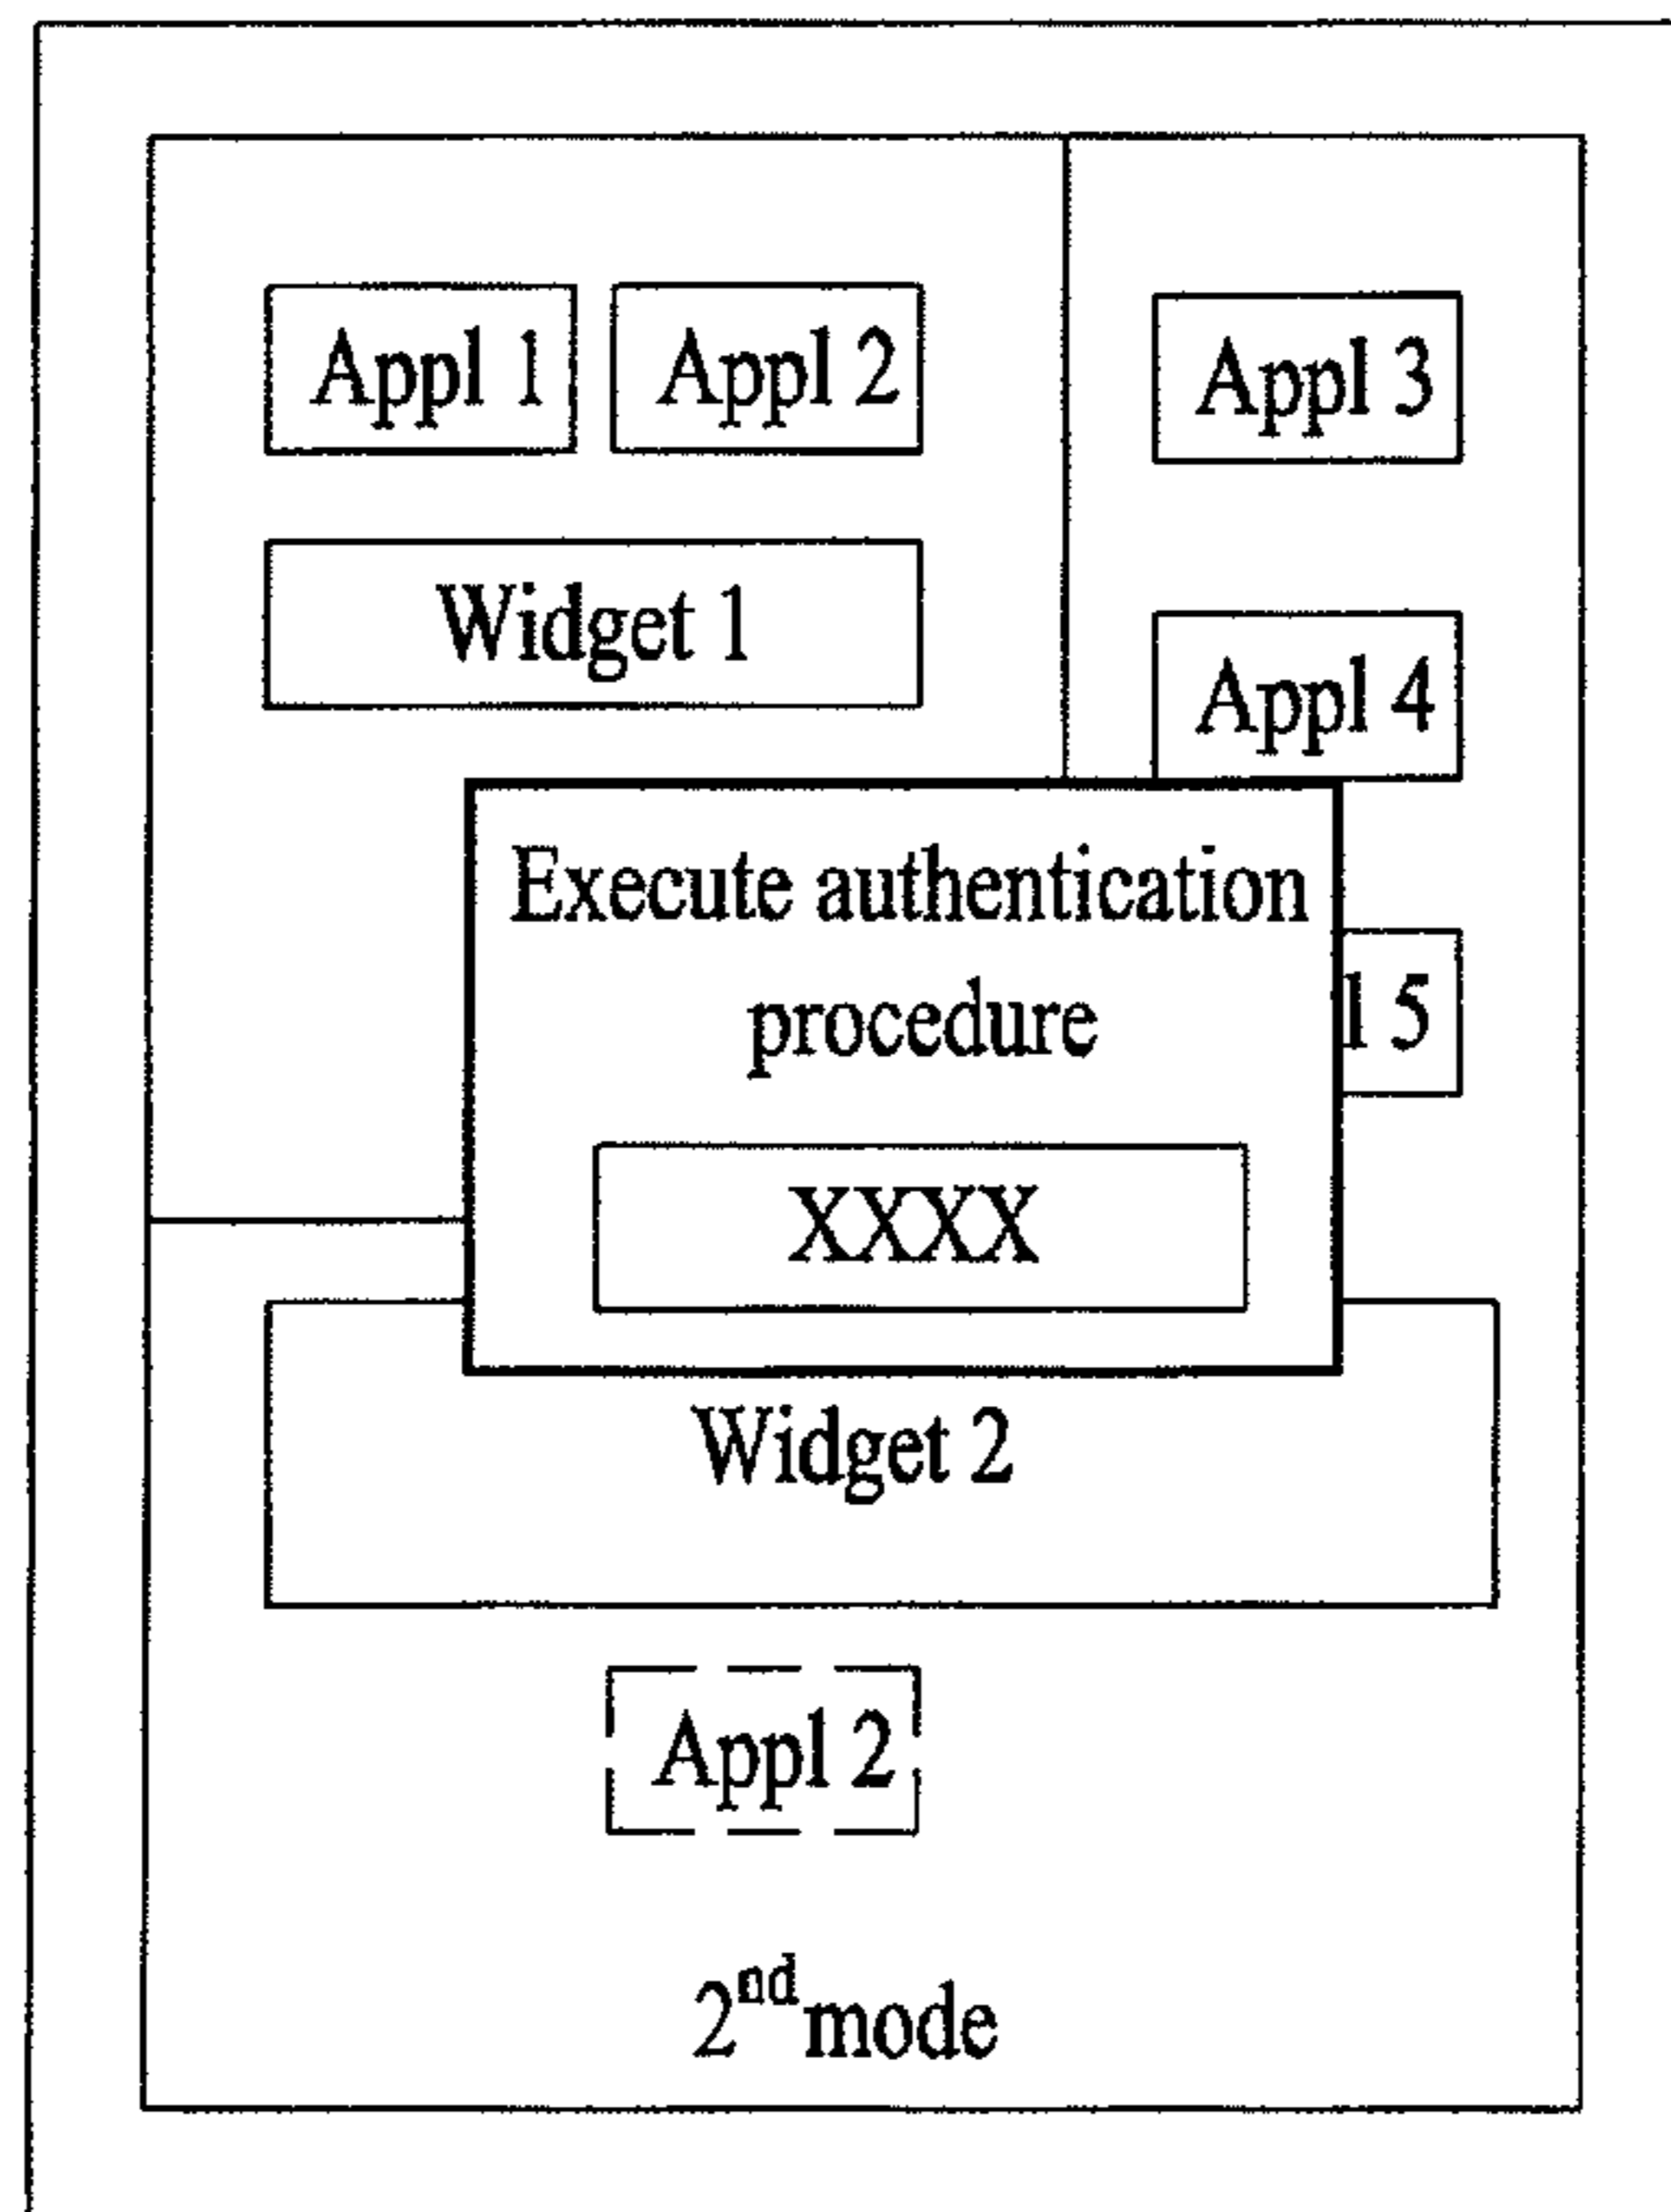 Appl 1
Appl 2
Appl 3
Widget 1
Appl 4
Execute authentication
procedure
l 5
XXXX
Widget 2
Appl 2
2nd mode